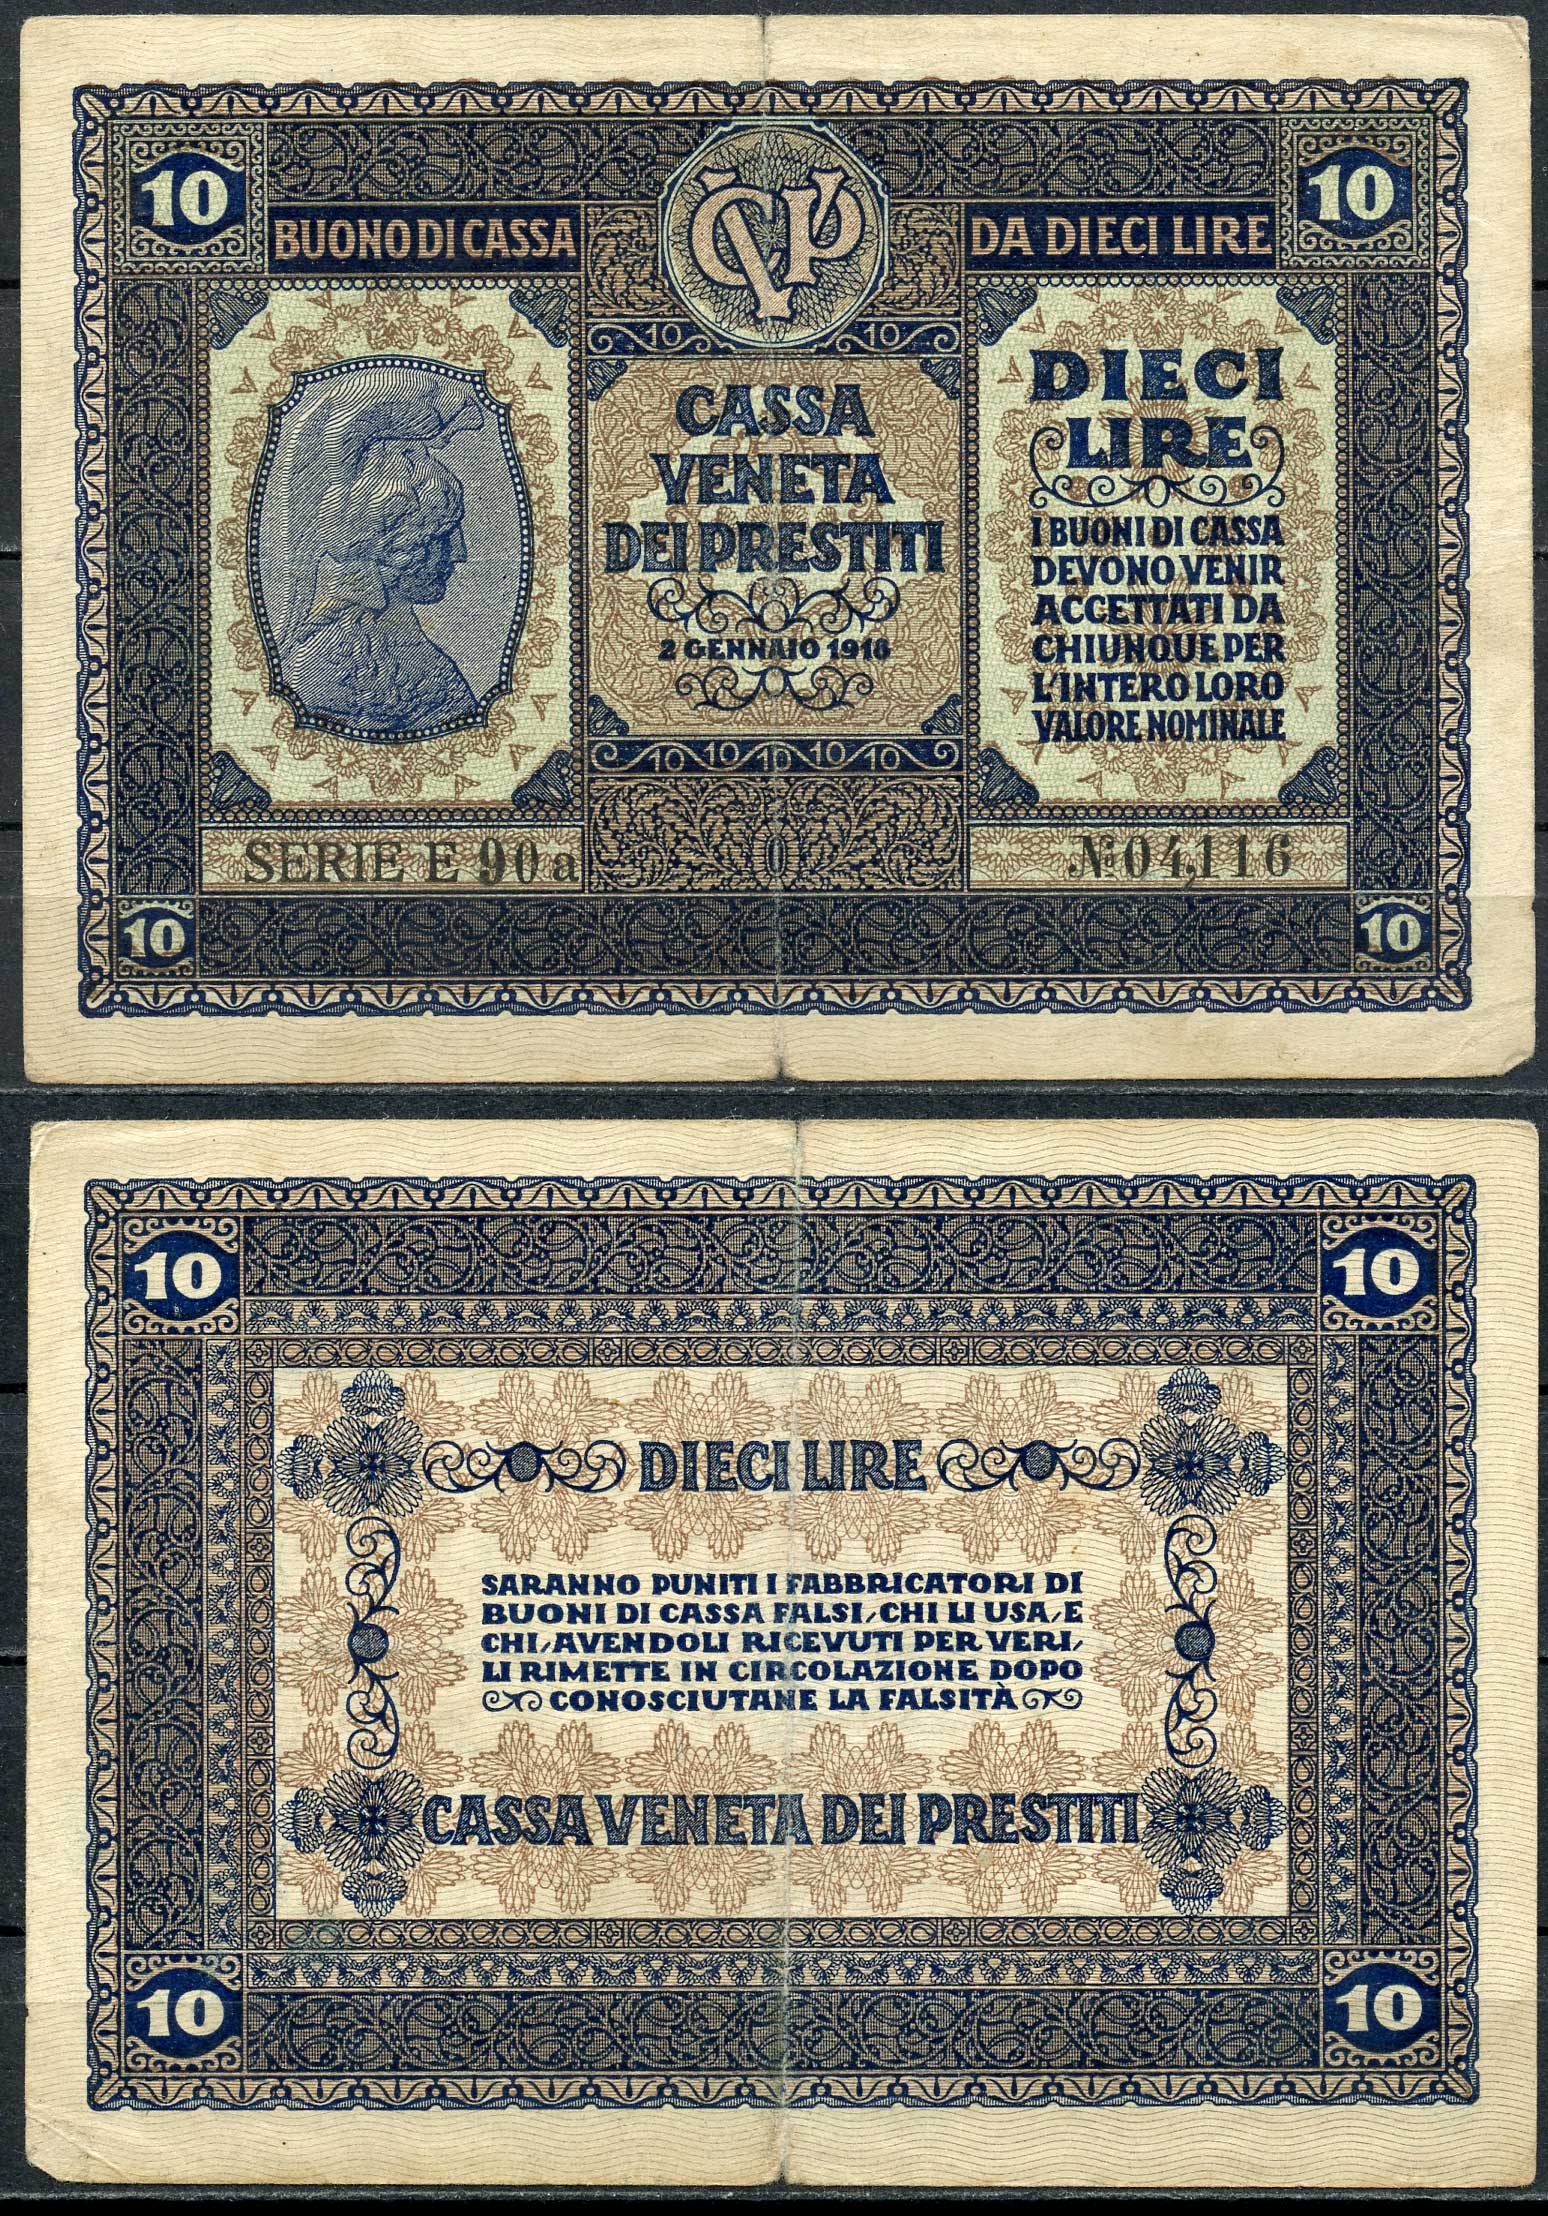 10
10
BUONO DI CASSA
CVP
DA DIECI LIRE
10 10
CASSA
VENETA
DEI PRESTITI
2 GENNAIO 1918
10 10 10 10 10
DIECI
LIRE
I BUONI DI CASSA
DEVONO VENIR
ACCETTATI DA
CHIUNQUE PER
L'INTERO LORO
VALORE NOMINALE
SERIE E 90 a
№ 04,116
10
10
10
10
DIECI LIRE
SARANNO PUNITI I FABBRICATORI DI
BUONI DI CASSA FALSI, CHI LI USA, E
CHI, AVENDOLI RICEVUTI PER VERI,
LI RIMETTE IN CIRCOLAZIONE DOPO
CONOSCIUTANE LA FALSITÀ
CASSA VENETA DEI PRESTITI
10
10